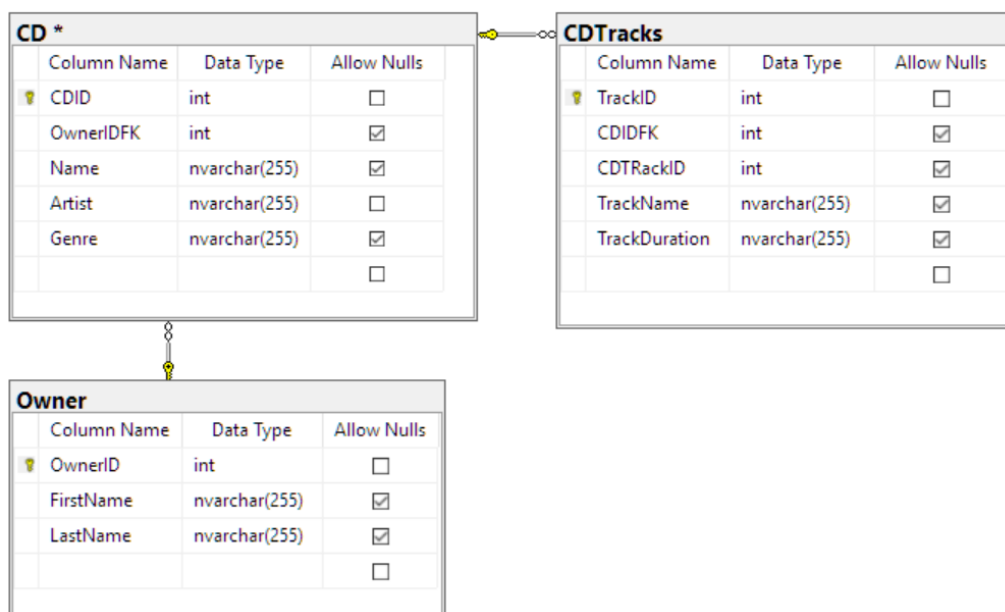 CD *
Column Name Data Type Allow Nulls
CDID int
OwnerIDFK int
Name nvarchar(255)
Artist nvarchar(255)
Genre nvarchar(255)
CDTracks
Column Name Data Type Allow Nulls
TrackID int
CDIDFK int
CDTRackID int
TrackName nvarchar(255)
TrackDuration nvarchar(255)
Owner
Column Name Data Type Allow Nulls
OwnerID int
FirstName nvarchar(255)
LastName nvarchar(255)